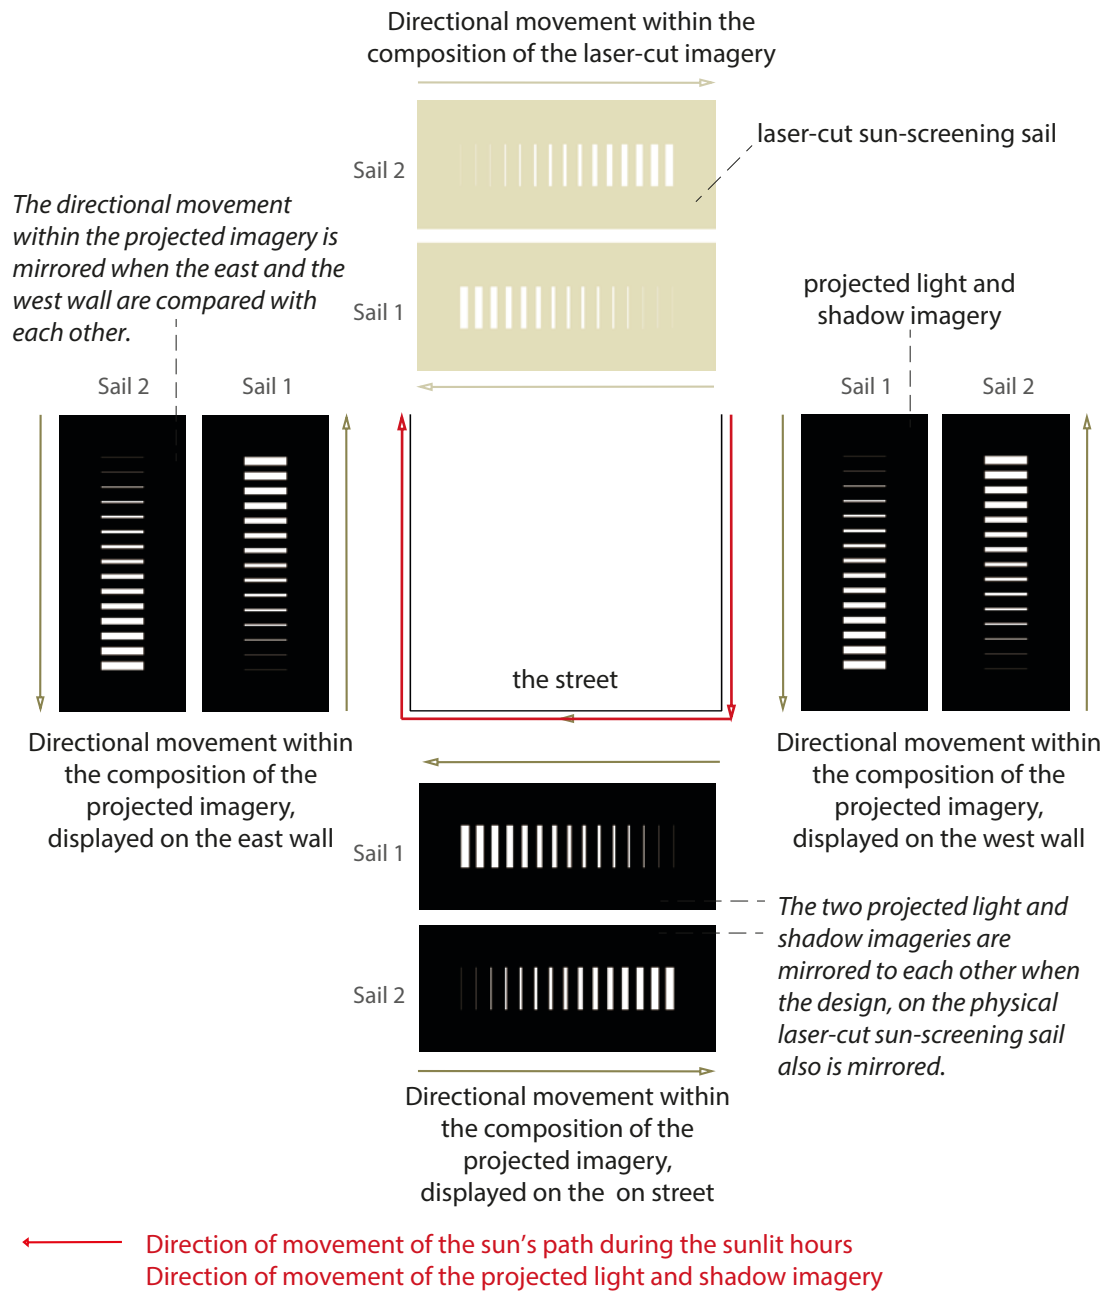 Directional movement within the
composition of the laser-cut imagery
laser-cut sun-screening sail
Sail 2
The directional movement
within the projected imagery is
mirrored when the east and the
west wall are compared with
each other.
Sail 1
projected light and
shadow imagery
Sail 2
Sail 1
Sail 1
Sail 2
the street
Directional movement within
the composition of the
projected imagery,
displayed on the east wall
Directional movement within
the composition of the
projected imagery,
displayed on the west wall
Sail 1
Sail 2
The two projected light and
shadow imageries are
mirrored to each other when
the design, on the physical
laser-cut sun-screening sail
also is mirrored.
Directional movement within
the composition of the
projected imagery,
displayed on the on street
Direction of movement of the sun’s path during the sunlit hours
Direction of movement of the projected light and shadow imagery